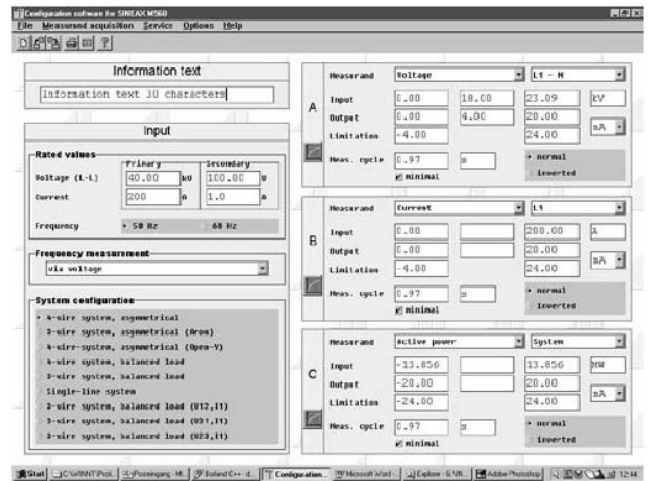 Configuration software for SINEAX M560
File Measurand acquisition Service Options Help
Information text
Information text 30 characters
Input
Rated values
Primary Secondary
Voltage (L-L) 40.00 kV 100.00 V
Current 200 A 1.0 A
Frequency 50 Hz 60 Hz
Frequency measurement
via voltage
System configuration
4-wire system, asymmetrical
3-wire system, asymmetrical (Aron)
4-wire-system, asymmetrical (Open-Y)
4-wire system, balanced load
3-wire system, balanced load
Single-line system
3-wire system, balanced load (U12,I1)
3-wire system, balanced load (U31,I1)
3-wire system, balanced load (U23,I1)
A
Measurand Voltage L1 - N
Input 0.00 18.00 23.09 kV
Output 0.00 4.00 20.00 mA
Limitation -4.00 24.00
Meas. cycle 0.97 s normal
minimal inverted
B
Measurand Current L1
Input 0.00 200.00 A
Output 0.00 20.00 mA
Limitation -4.00 24.00
Meas. cycle 0.97 s normal
minimal inverted
C
Measurand Active power System
Input -13.856 13.856 MW
Output -20.00 20.00 mA
Limitation -24.00 24.00
Meas. cycle 0.97 s normal
minimal inverted
Start C:\WINNT\Prof... Posteingang - Mi... Borland C++ - d... Configuration... Microsoft Word - ... Explore - Adobe Photoshop 12:14